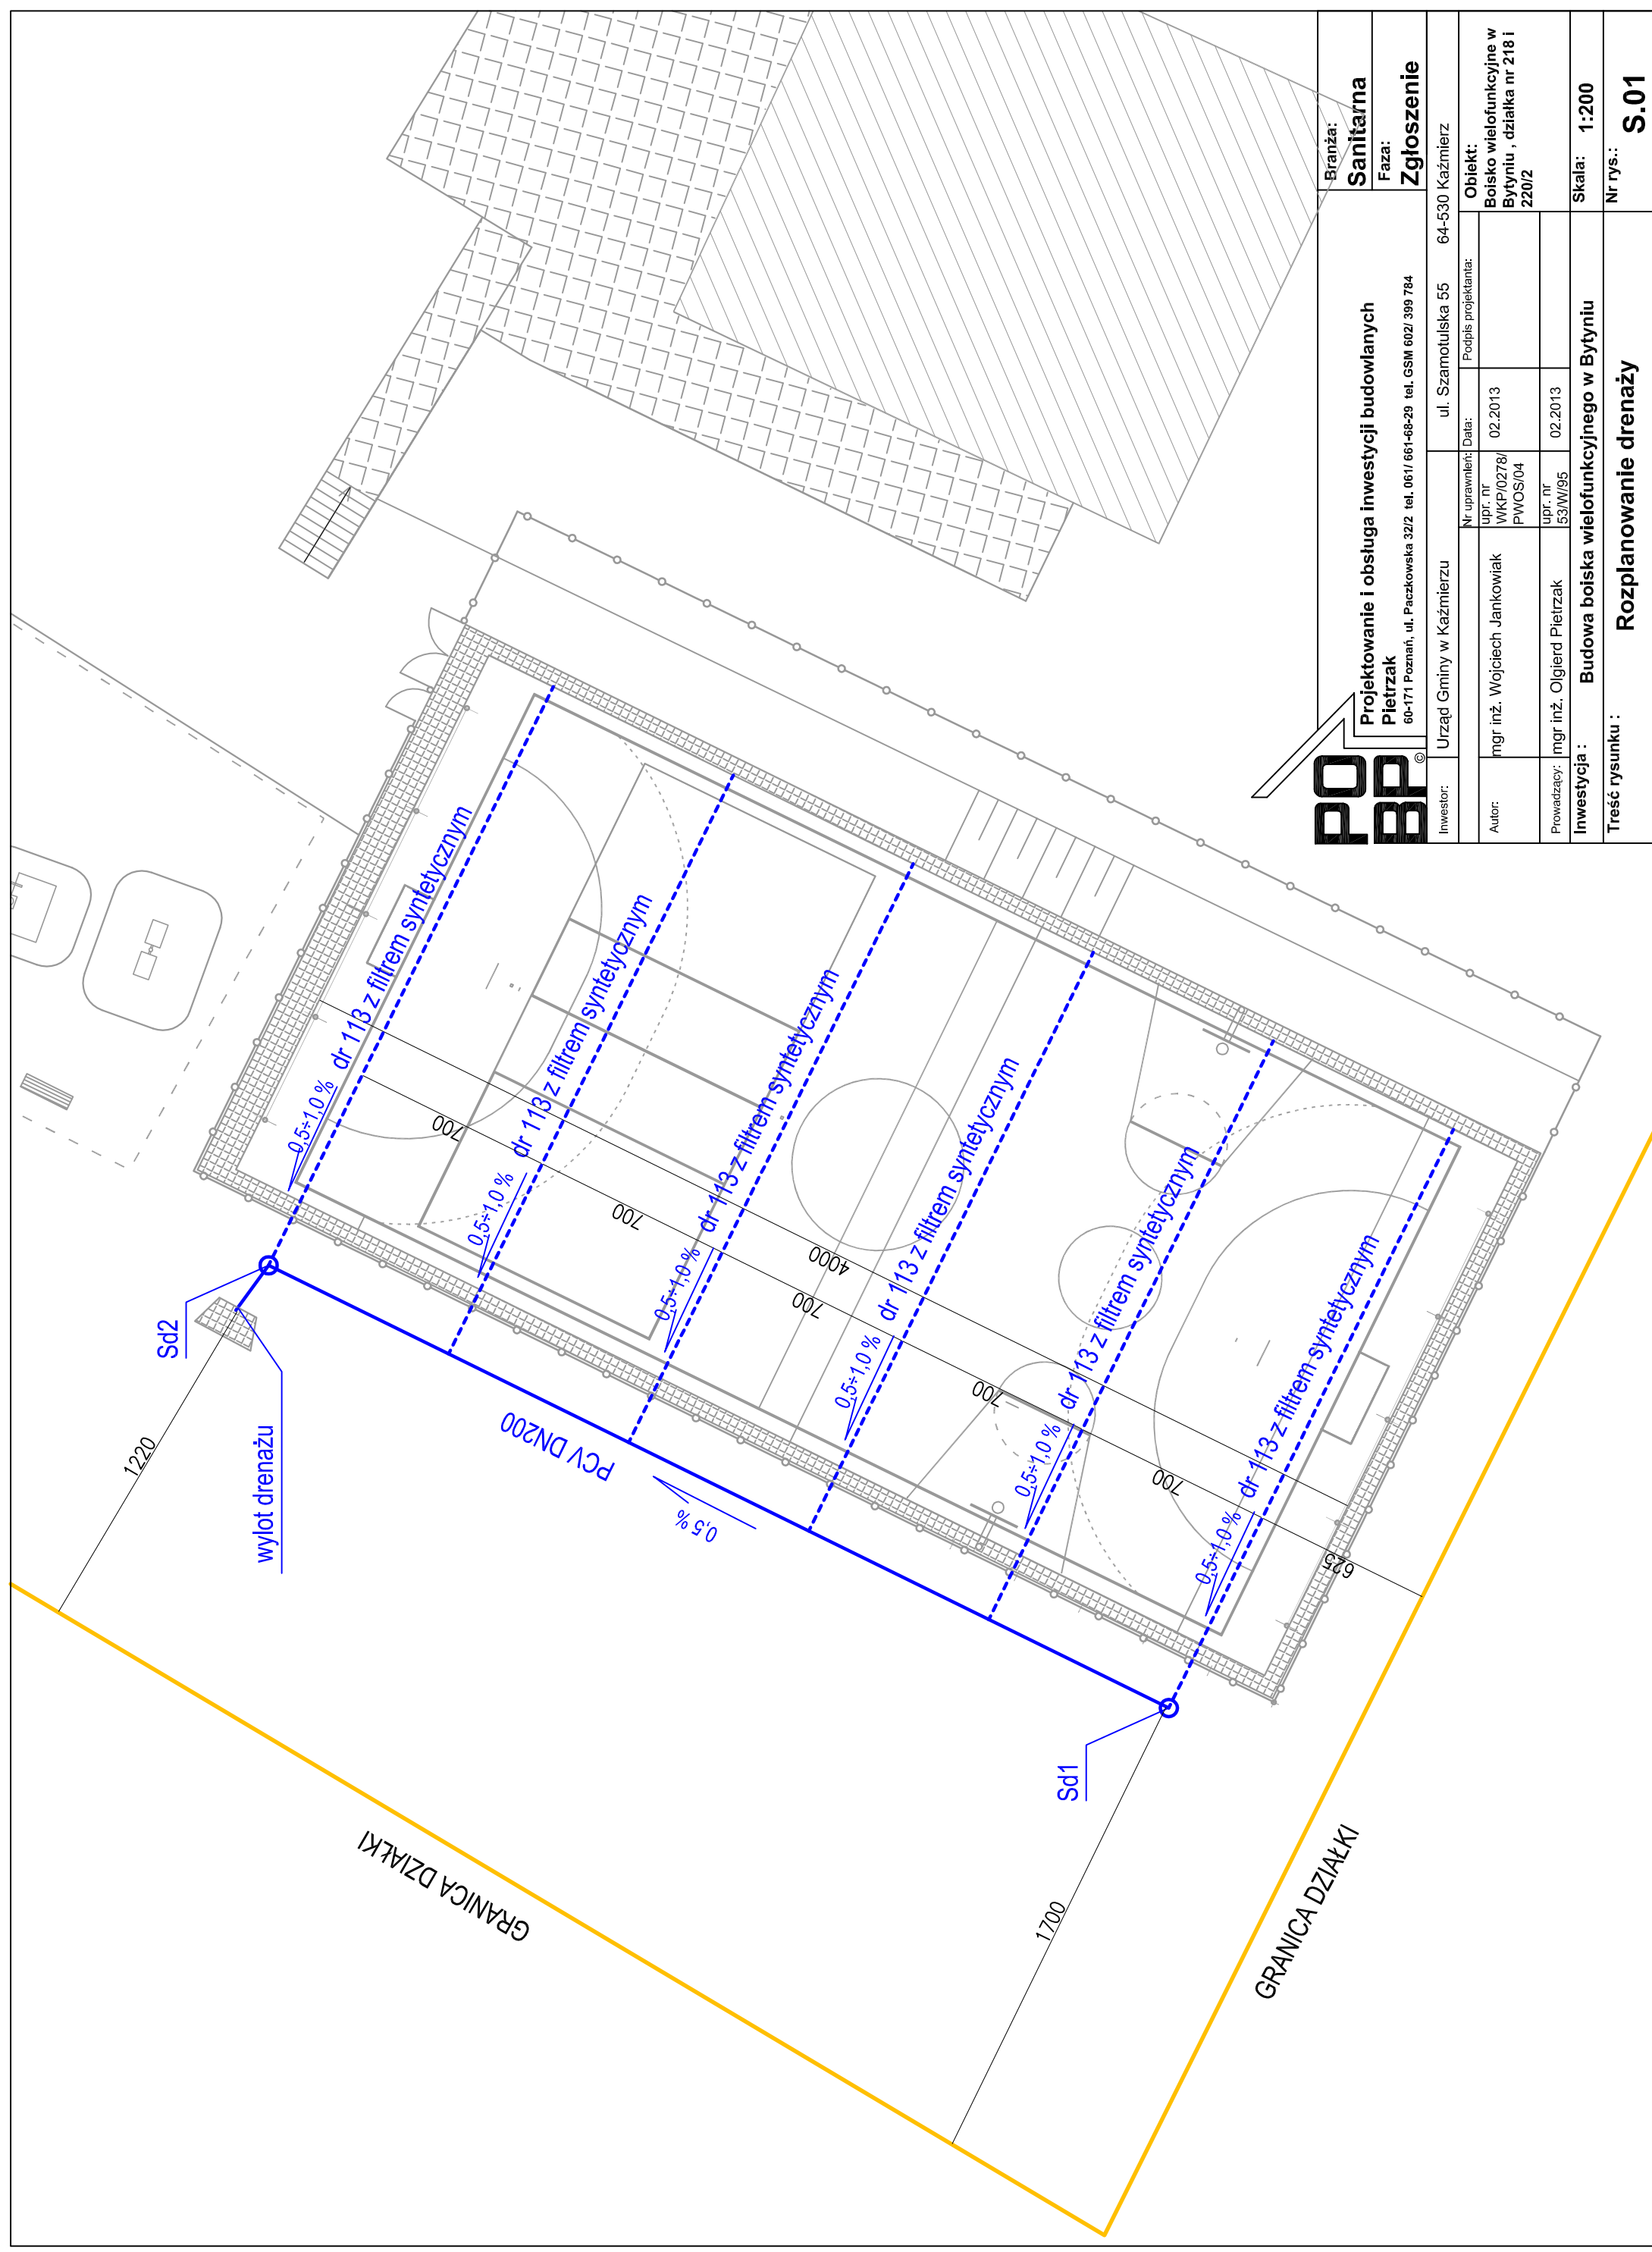 Sd2
wylot drenażu
1220
PCV DN200
0,5 %
Sd1
1700
GRANICA DZIAŁKI
GRANICA DZIAŁKI
0,5÷1,0 % dr 113 z filtrem syntetycznym
0,5÷1,0 % dr 113 z filtrem syntetycznym
0,5÷1,0 % dr 113 z filtrem syntetycznym
0,5÷1,0 % dr 113 z filtrem syntetycznym
0,5÷1,0 % dr 113 z filtrem syntetycznym
0,5÷1,0 % dr 113 z filtrem syntetycznym
700
700
700
700
700
4000
625
PO
BP ©
Projektowanie i obsługa inwestycji budowlanych
Pietrzak
60-171 Poznań, ul. Paczkowska 32/2 tel. 061/ 661-68-29 tel. GSM 602/ 399 784
Branża:
Sanitarna
Faza:
Zgłoszenie
Inwestor: Urząd Gminy w Kaźmierzu ul. Szamotulska 55 64-530 Kaźmierz
Nr uprawnień: Data: Podpis projektanta:
Autor: mgr inż. Wojciech Jankowiak
upr. nr
WKP/0278/
PWOS/04
02.2013
Prowadzący: mgr inż. Olgierd Pietrzak
upr. nr
53/W/95
02.2013
Obiekt:
Boisko wielofunkcyjne w
Bytyniu , działka nr 218 i
220/2
Inwestycja : Budowa boiska wielofunkcyjnego w Bytyniu
Skala: 1:200
Treść rysunku :
Rozplanowanie drenaży
Nr rys.:
S.01